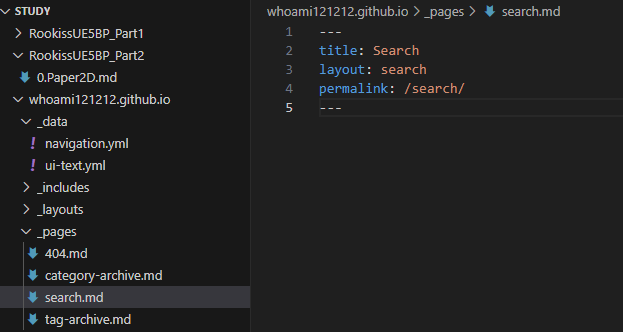 STUDY
RookissUE5BP_Part1
RookissUE5BP_Part2
0.Paper2D.md
whoami121212.github.io
_data
navigation.yml
ui-text.yml
_includes
_layouts
_pages
404.md
category-archive.md
search.md
tag-archive.md
whoami121212.github.io > _pages > search.md
1 ---
2 title: Search
3 layout: search
4 permalink: /search/
5 ---